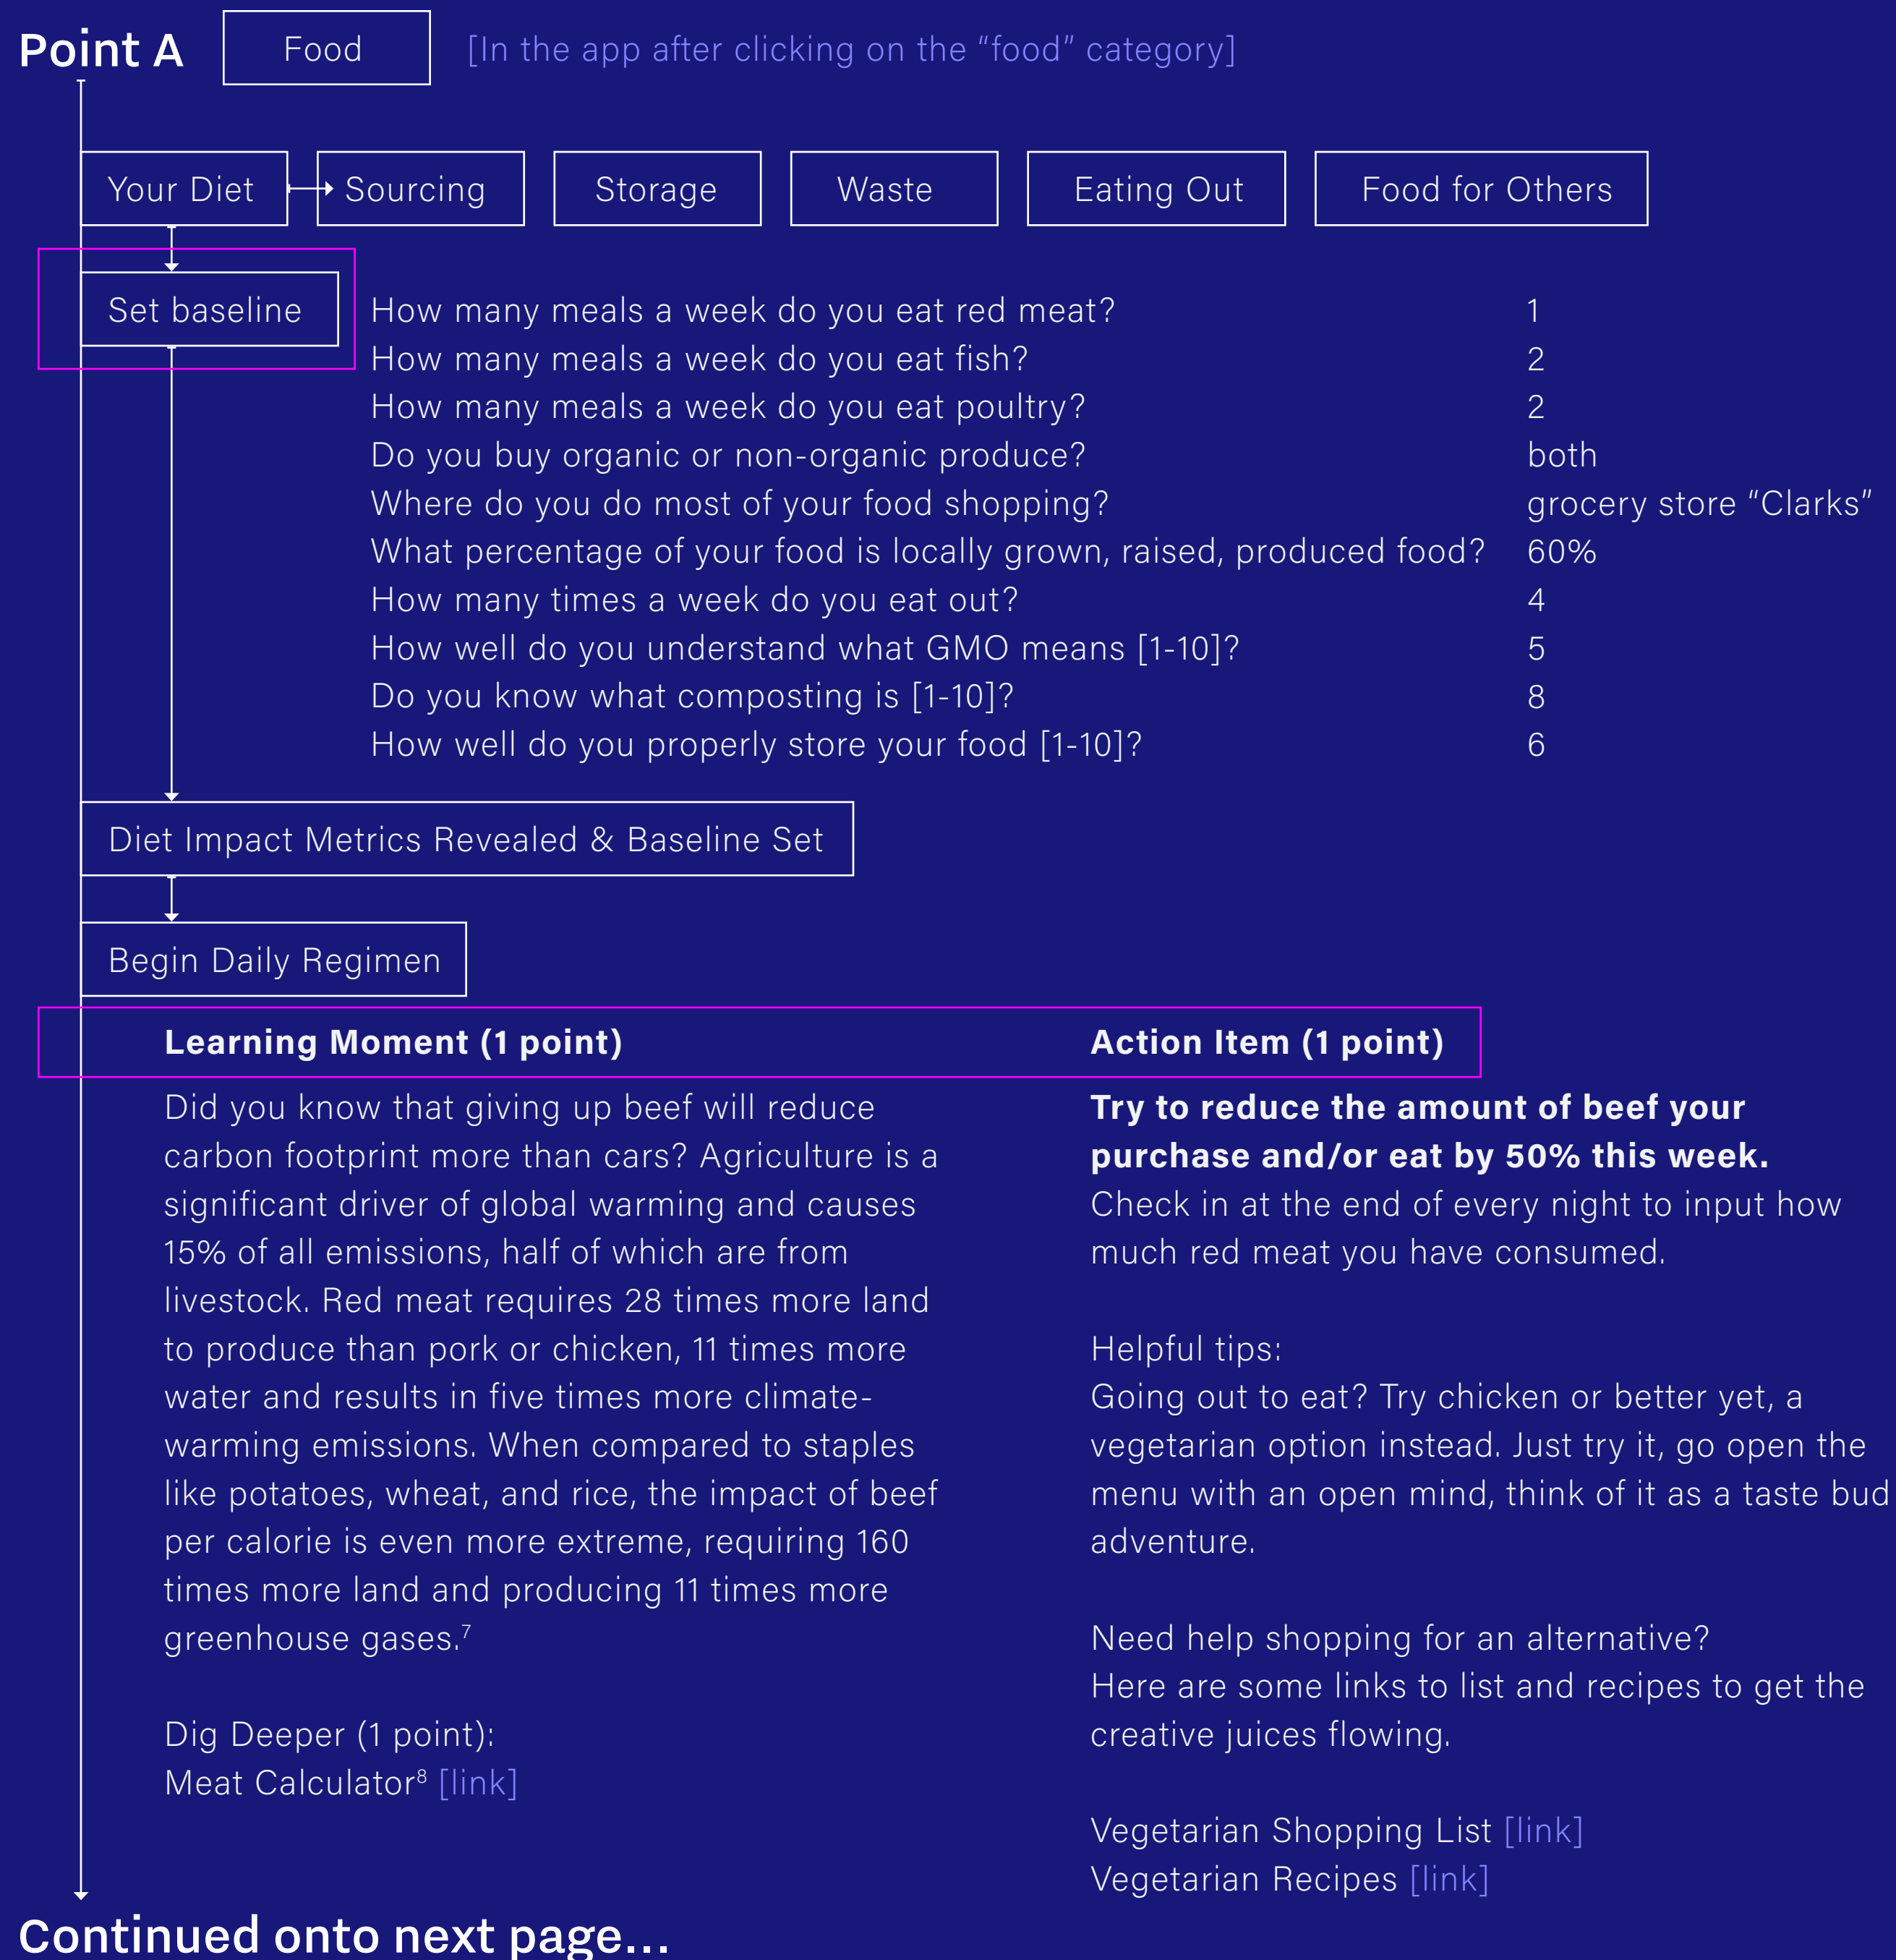 Point A
Food
[In the app after clicking on the “food” category]
Your Diet
Sourcing
Storage
Waste
Eating Out
Food for Others
Set baseline
How many meals a week do you eat red meat? 1
How many meals a week do you eat fish? 2
How many meals a week do you eat poultry? 2
Do you buy organic or non-organic produce? both
Where do you do most of your food shopping? grocery store “Clarks”
What percentage of your food is locally grown, raised, produced food? 60%
How many times a week do you eat out? 4
How well do you understand what GMO means [1-10]? 5
Do you know what composting is [1-10]? 8
How well do you properly store your food [1-10]? 6
Diet Impact Metrics Revealed & Baseline Set
Begin Daily Regimen
Learning Moment (1 point)
Did you know that giving up beef will reduce
carbon footprint more than cars? Agriculture is a
significant driver of global warming and causes
15% of all emissions, half of which are from
livestock. Red meat requires 28 times more land
to produce than pork or chicken, 11 times more
water and results in five times more climate-
warming emissions. When compared to staples
like potatoes, wheat, and rice, the impact of beef
per calorie is even more extreme, requiring 160
times more land and producing 11 times more
greenhouse gases.⁷
Dig Deeper (1 point):
Meat Calculator⁸ [link]
Action Item (1 point)
Try to reduce the amount of beef your
purchase and/or eat by 50% this week.
Check in at the end of every night to input how
much red meat you have consumed.
Helpful tips:
Going out to eat? Try chicken or better yet, a
vegetarian option instead. Just try it, go open the
menu with an open mind, think of it as a taste bud
adventure.
Need help shopping for an alternative?
Here are some links to list and recipes to get the
creative juices flowing.
Vegetarian Shopping List [link]
Vegetarian Recipes [link]
Continued onto next page...